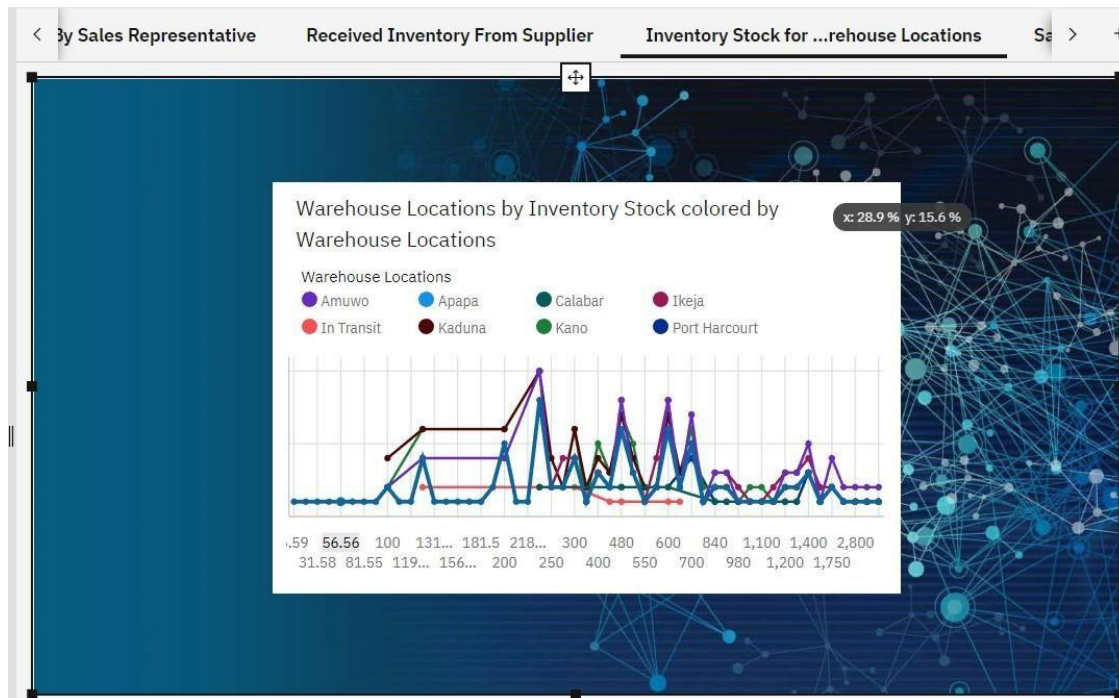 By Sales Representative Received Inventory From Supplier Inventory Stock for ...rehouse Locations Sa
x: 28.9 % y: 15.6 %
Warehouse Locations by Inventory Stock colored by
Warehouse Locations
Warehouse Locations
Amuwo Apapa Calabar Ikeja
In Transit Kaduna Kano Port Harcourt
.59 56.56 100 131... 181.5 218... 300 480 600 840 1,100 1,400 2,800
31.58 81.55 119... 156... 200 250 400 550 700 980 1,200 1,750